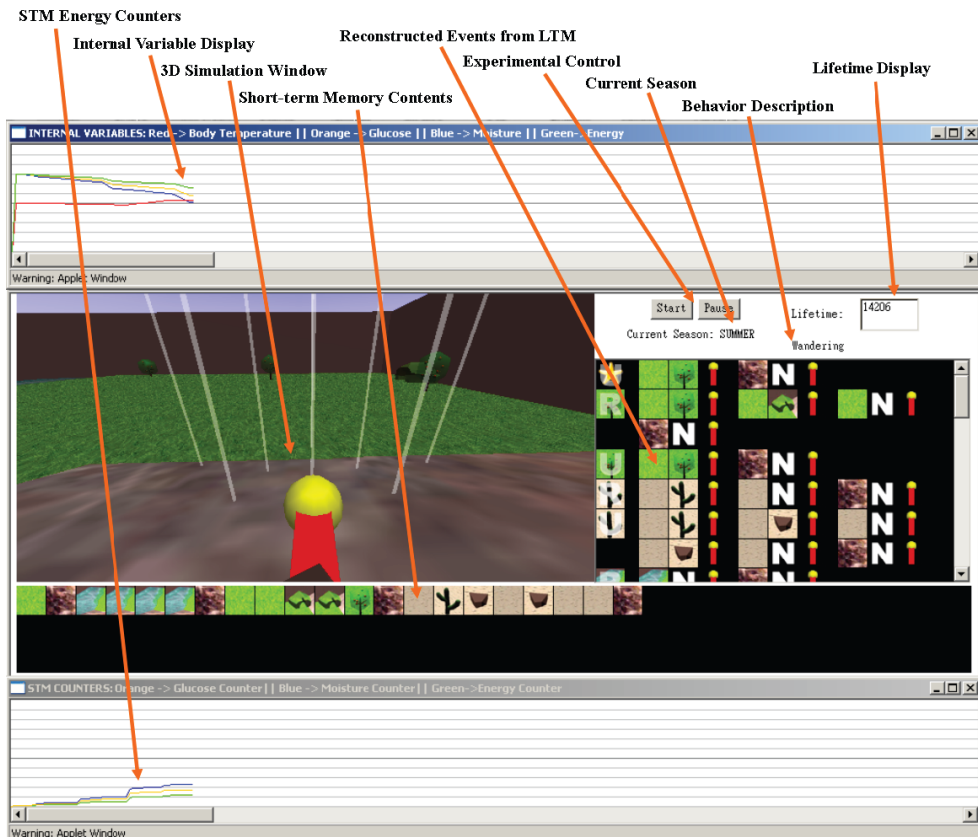 STM Energy Counters
Internal Variable Display
3D Simulation Window
Short-term Memory Contents
Reconstructed Events from LTM
Experimental Control
Current Season
Behavior Description
Lifetime Display
INTERNAL VARIABLES: Red-> Body Temperature || Orange -> Glucose || Blue -> Moisture || Green-> Energy
Warning: Applet Window
Start Pause
Lifetime: 14206
Current Season: SUMMER
Wandering
N
R N
N
U N
N
N
N
R N N N
STM COUNTERS: Orange -> Glucose Counter|| Blue -> Moisture Counter|| Green->Energy Counter
Warning: Applet Window